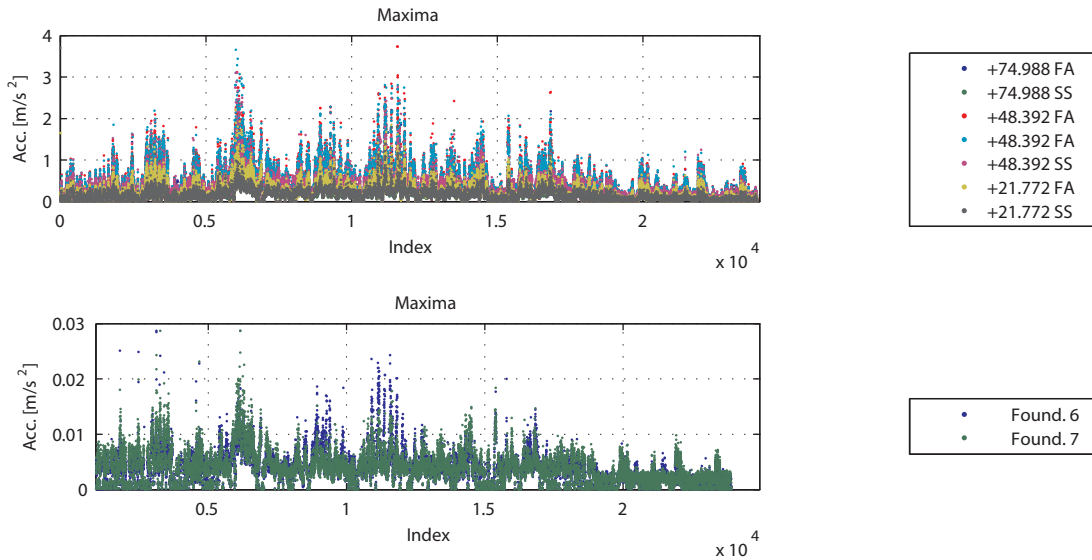 Maxima
Acc. [m/s ²]
4
3
2
1
0
0
0.5
1
1.5
2
Index
x 10 ⁴
+74.988 FA
+74.988 SS
+48.392 FA
+48.392 FA
+48.392 SS
+21.772 FA
+21.772 SS
Maxima
Acc. [m/s ²]
0.03
0.02
0.01
0
0.5
1
1.5
2
Index
x 10 ⁴
Found. 6
Found. 7